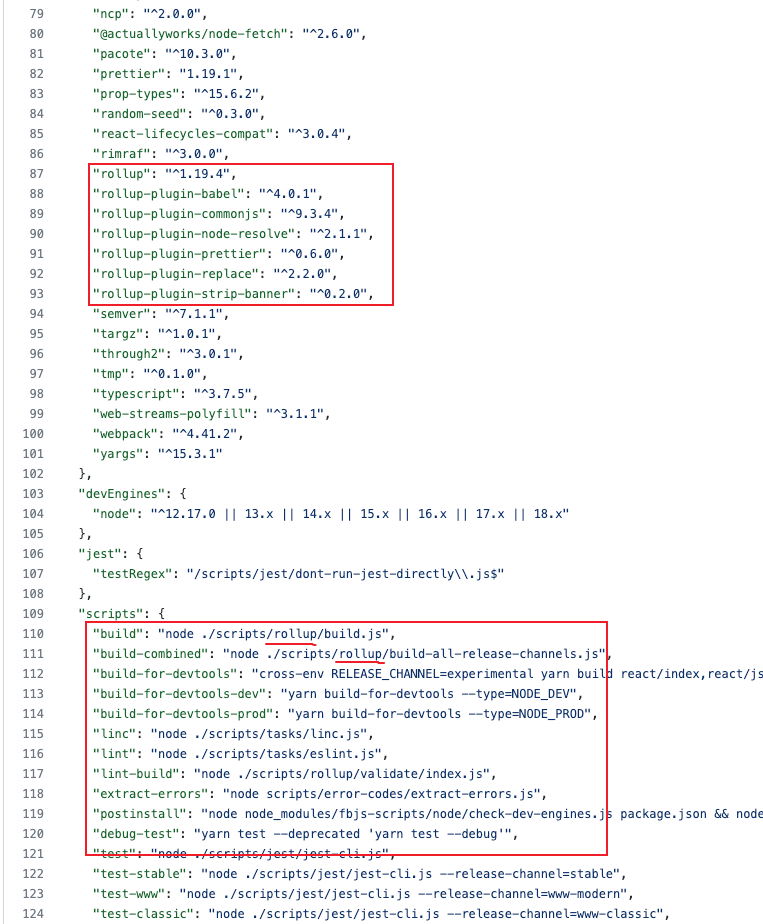 79 "ncp": "^2.0.0",
80 "@actuallyworks/node-fetch": "^2.6.0",
81 "pacote": "^10.3.0",
82 "prettier": "1.19.1",
83 "prop-types": "^15.6.2",
84 "random-seed": "^0.3.0",
85 "react-lifecycles-compat": "^3.0.4",
86 "rimraf": "^3.0.0",
87 "rollup": "^1.19.4",
88 "rollup-plugin-babel": "^4.0.1",
89 "rollup-plugin-commonjs": "^9.3.4",
90 "rollup-plugin-node-resolve": "^2.1.1",
91 "rollup-plugin-prettier": "^0.6.0",
92 "rollup-plugin-replace": "^2.2.0",
93 "rollup-plugin-strip-banner": "^0.2.0",
94 "semver": "^7.1.1",
95 "targz": "^1.0.1",
96 "through2": "^3.0.1",
97 "tmp": "^0.1.0",
98 "typescript": "^3.7.5",
99 "web-streams-polyfill": "^3.1.1",
100 "webpack": "^4.41.2",
101 "yargs": "^15.3.1"
102 },
103 "devEngines": {
104 "node": "^12.17.0 || 13.x || 14.x || 15.x || 16.x || 17.x || 18.x"
105 },
106 "jest": {
107 "testRegex": "/scripts/jest/dont-run-jest-directly\\.js$"
108 },
109 "scripts": {
110 "build": "node ./scripts/rollup/build.js",
111 "build-combined": "node ./scripts/rollup/build-all-release-channels.js",
112 "build-for-devtools": "cross-env RELEASE_CHANNEL=experimental yarn build react/index,react/js
113 "build-for-devtools-dev": "yarn build-for-devtools --type=NODE_DEV",
114 "build-for-devtools-prod": "yarn build-for-devtools --type=NODE_PROD",
115 "linc": "node ./scripts/tasks/linc.js",
116 "lint": "node ./scripts/tasks/eslint.js",
117 "lint-build": "node ./scripts/rollup/validate/index.js",
118 "extract-errors": "node scripts/error-codes/extract-errors.js",
119 "postinstall": "node node_modules/fbjs-scripts/node/check-dev-engines.js package.json && node
120 "debug-test": "yarn test --deprecated 'yarn test --debug'",
121 "test": "node ./scripts/jest/jest-cli.js",
122 "test-stable": "node ./scripts/jest/jest-cli.js --release-channel=stable",
123 "test-www": "node ./scripts/jest/jest-cli.js --release-channel=www-modern",
124 "test-classic": "node ./scripts/jest/jest-cli.js --release-channel=www-classic",